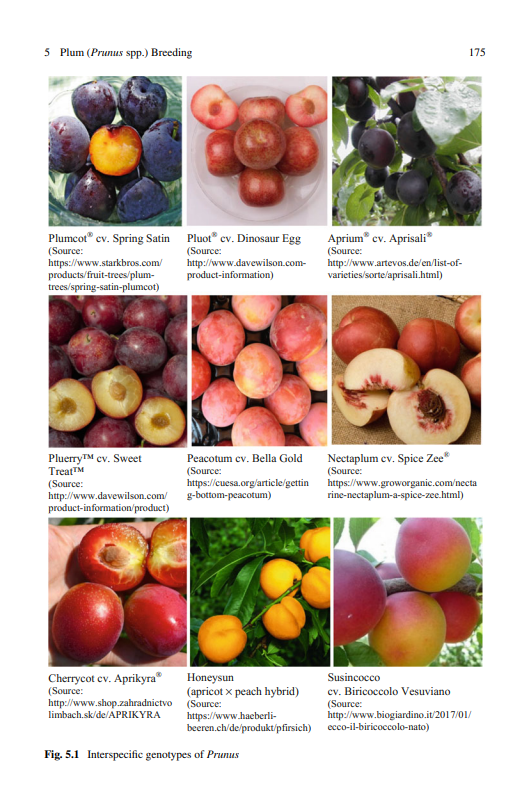 5 Plum (Prunus spp.) Breeding 175
Plumcot® cv. Spring Satin
(Source:
https://www.starkbros.com/
products/fruit-trees/plum-
trees/spring-satin-plumcot)
Pluot® cv. Dinosaur Egg
(Source:
http://www.davewilson.com-
product-information)
Aprium® cv. Aprisali®
(Source:
http://www.artevos.de/en/list-of-
varieties/sorte/aprisali.html)
Pluerry™ cv. Sweet
Treat™
(Source:
http://www.davewilson.com/
product-information/product)
Peacotum cv. Bella Gold
(Source:
https://cuesa.org/article/gettin
g-bottom-peacotum)
Nectaplum cv. Spice Zee®
(Source:
https://www.groworganic.com/necta
rine-nectaplum-a-spice-zee.html)
Cherrycot cv. Aprikyra®
(Source:
http://www.shop.zahradnictvo
limbach.sk/de/APRIKYRA
Honeysun
(apricot × peach hybrid)
(Source:
https://www.haeberli-
beeren.ch/de/produkt/pfirsich)
Susincocco
cv. Biricoccolo Vesuviano
(Source:
http://www.biogiardino.it/2017/01/
ecco-il-biricoccolo-nato)
Fig. 5.1 Interspecific genotypes of Prunus